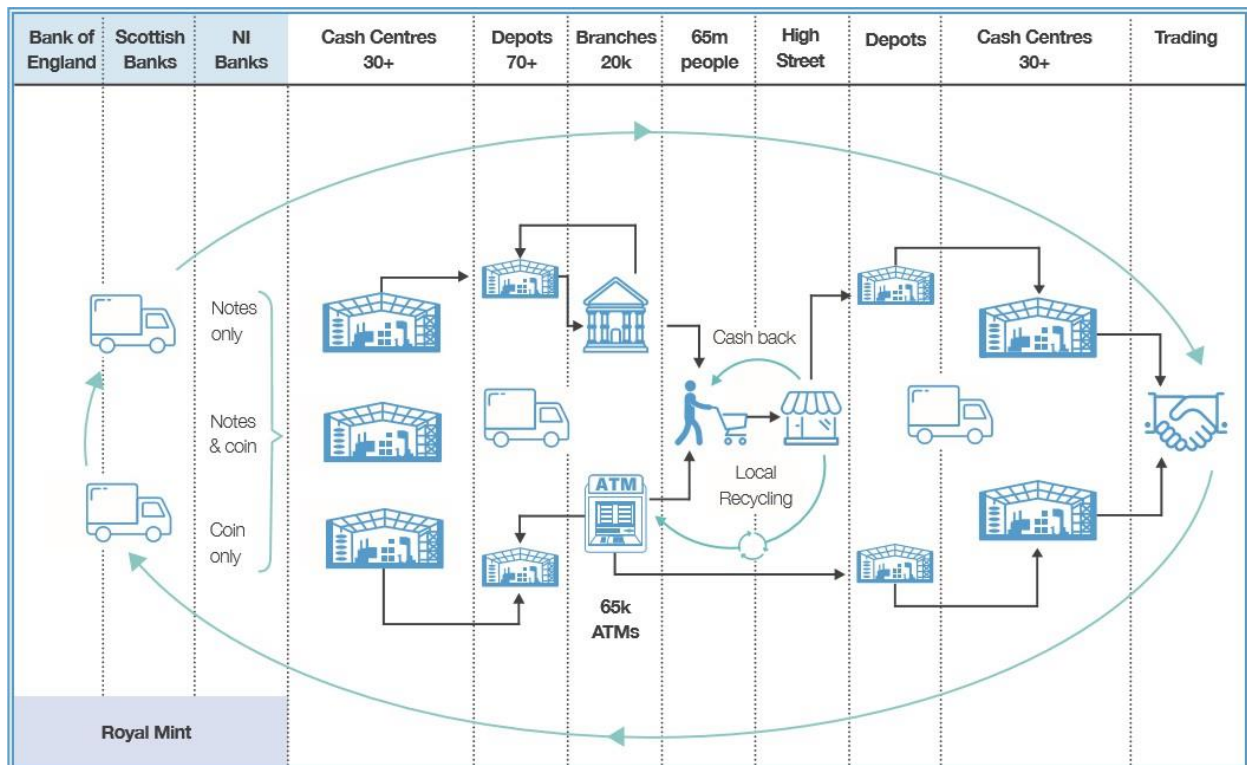 Bank of
England
Scottish
Banks
NI
Banks
Cash Centres
30+
Depots
70+
Branches
20k
65m
people
High
Street
Depots
Cash Centres
30+
Trading
Notes
only
Notes
& coin
Coin
only
Cash back
Local
Recycling
ATM
65k
ATMs
Royal Mint